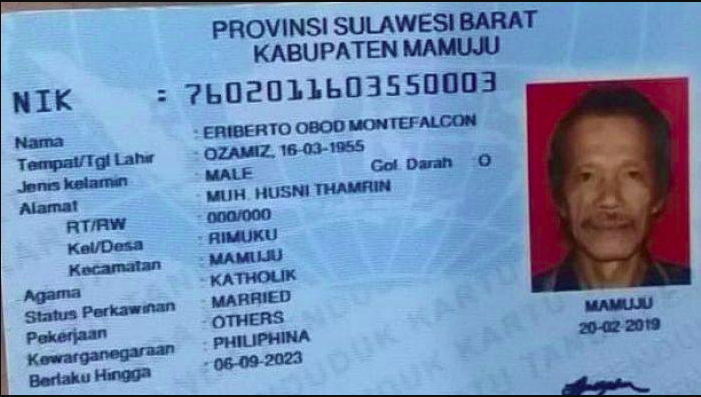 PROVINSI SULAWESI BARAT
KABUPATEN MAMUJU
NIK : 7602011603550003
Nama : ERIBERTO OBOD MONTEFALCON
Tempat/Tgl Lahir : OZAMIZ, 16-03-1955
Jenis kelamin : MALE Gol. Darah : O
Alamat : MUH. HUSNI THAMRIN
RT/RW : 000/000
Kel/Desa : RIMUKU
Kecamatan : MAMUJU
Agama : KATHOLIK
Status Perkawinan : MARRIED
Pekerjaan : OTHERS
Kewarganegaraan : PHILIPHINA
Berlaku Hingga : 06-09-2023
MAMUJU
20-02-2019